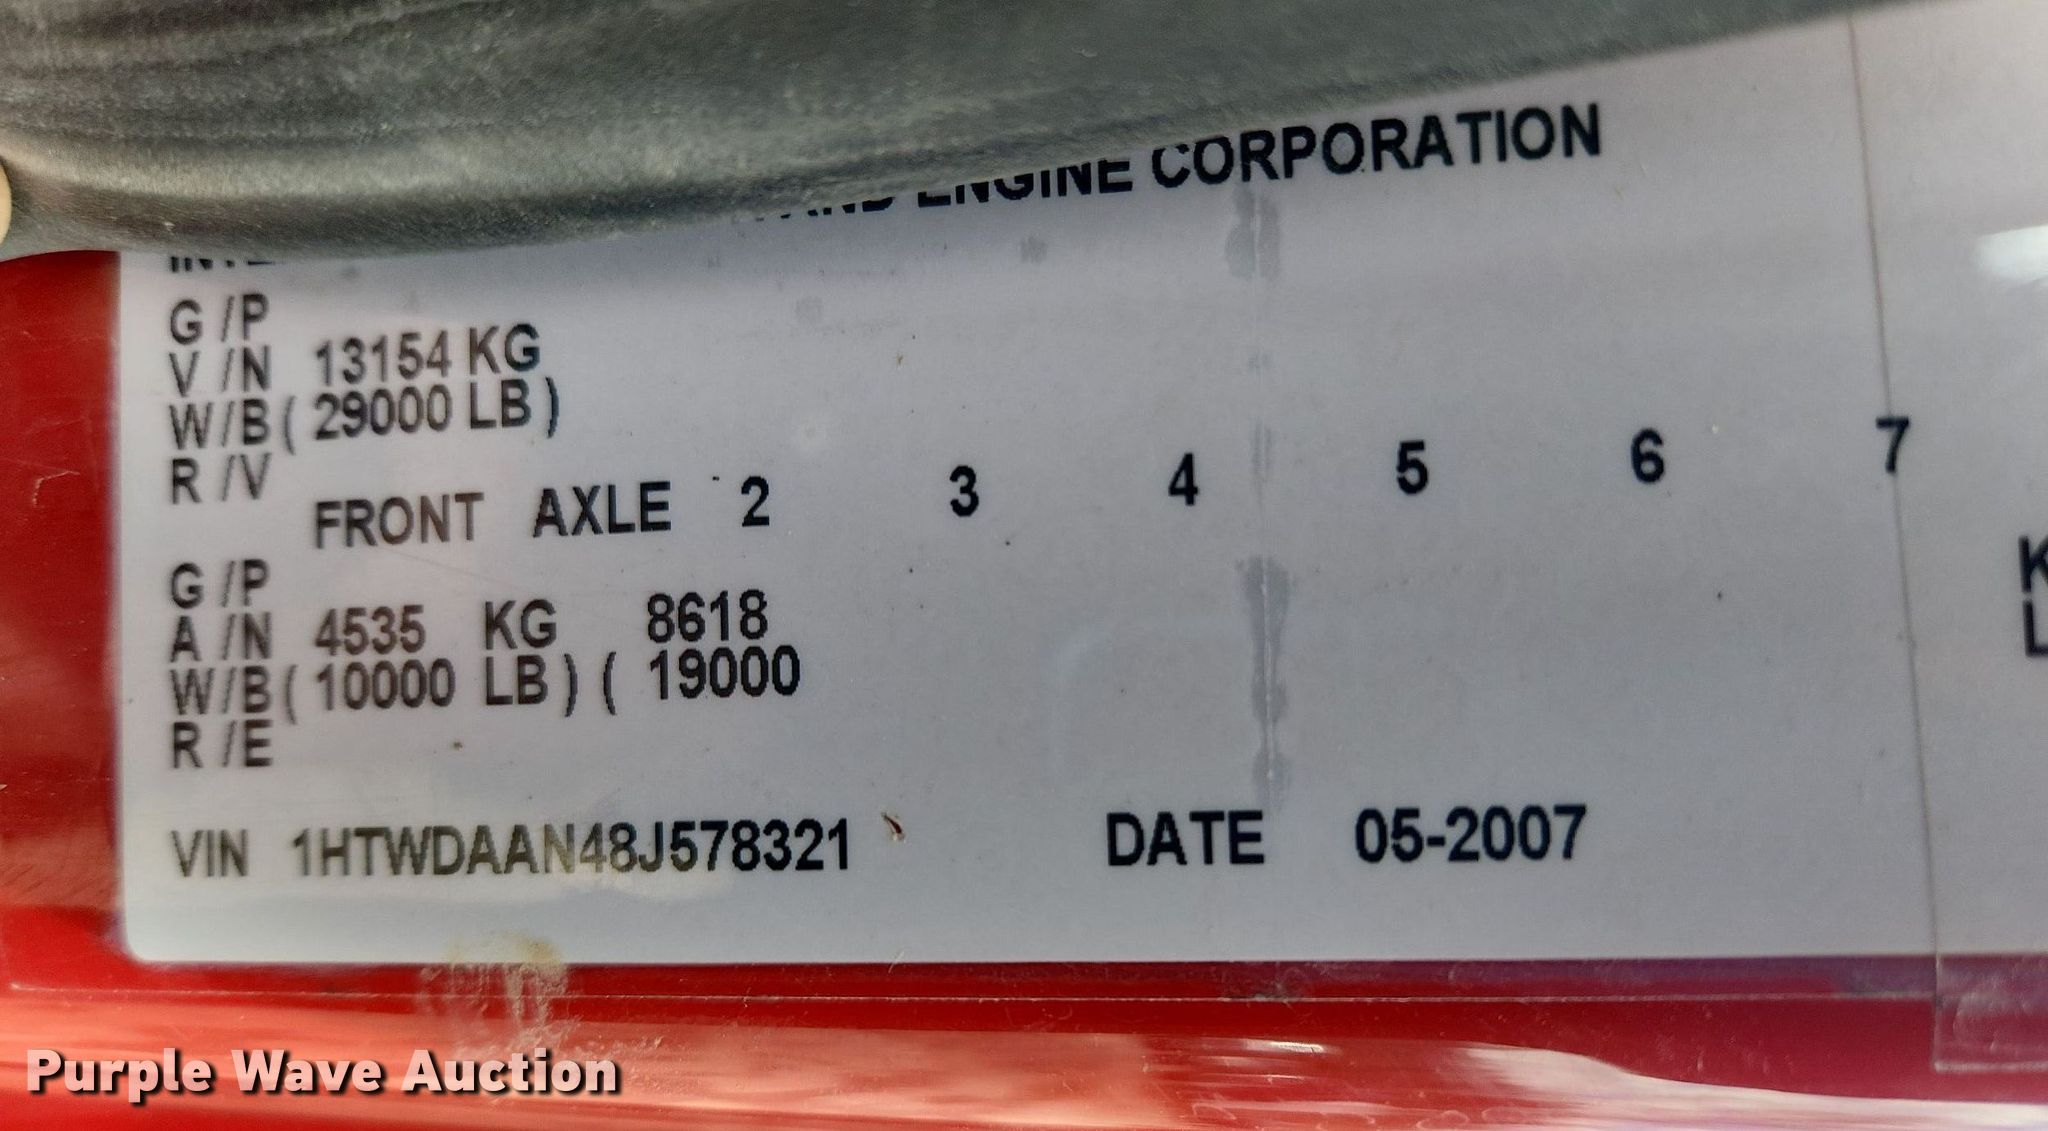 ENGINE CORPORATION
G /P
V /N 13154 KG
W/B ( 29000 LB )
R /V
FRONT AXLE 2 3 4 5 6 7
G /P
A /N 4535 KG 8618 K
W/B ( 10000 LB ) ( 19000 L
R /E
VIN 1HTWDAAN48J578321 DATE 05-2007
Purple Wave Auction